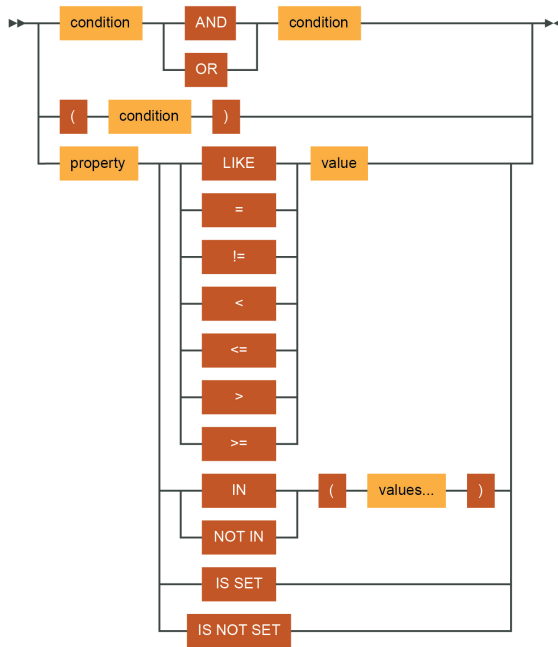 condition AND condition
OR
( condition )
property LIKE value
=
!=
<
<=
>
>=
IN ( values... )
NOT IN
IS SET
IS NOT SET